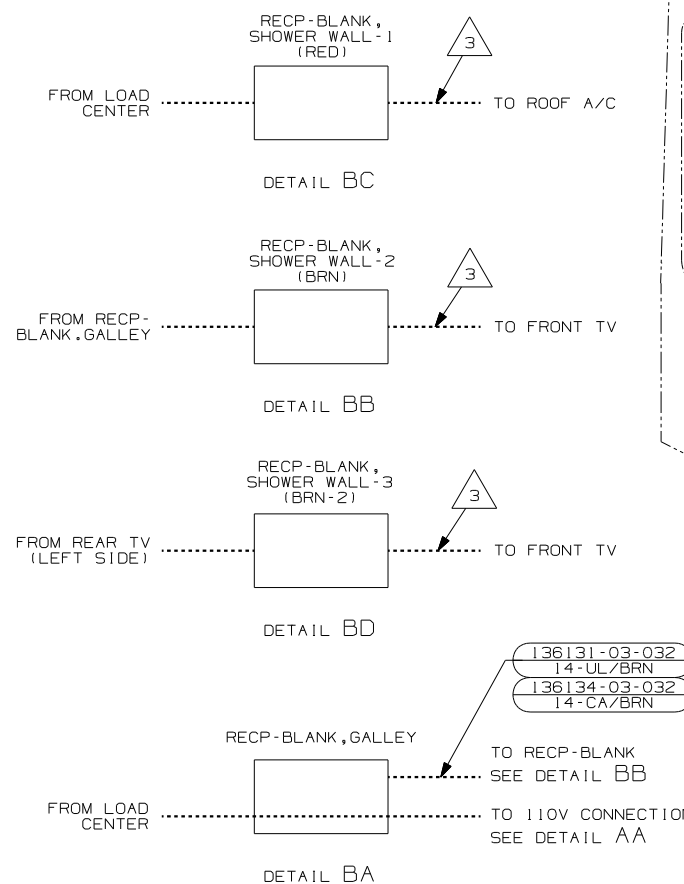 RECP-BLANK,
SHOWER WALL-1
(RED)
3
FROM LOAD
CENTER
TO ROOF A/C
DETAIL BC
RECP-BLANK,
SHOWER WALL-2
(BRN)
3
FROM RECP-
BLANK.GALLEY
TO FRONT TV
DETAIL BB
RECP-BLANK,
SHOWER WALL-3
(BRN-2)
3
FROM REAR TV
(LEFT SIDE)
TO FRONT TV
DETAIL BD
136131-03-032
14-UL/BRN
136134-03-032
14-CA/BRN
RECP-BLANK,GALLEY
TO RECP-BLANK
SEE DETAIL BB
FROM LOAD
CENTER
TO 110V CONNECTION
SEE DETAIL AA
DETAIL BA